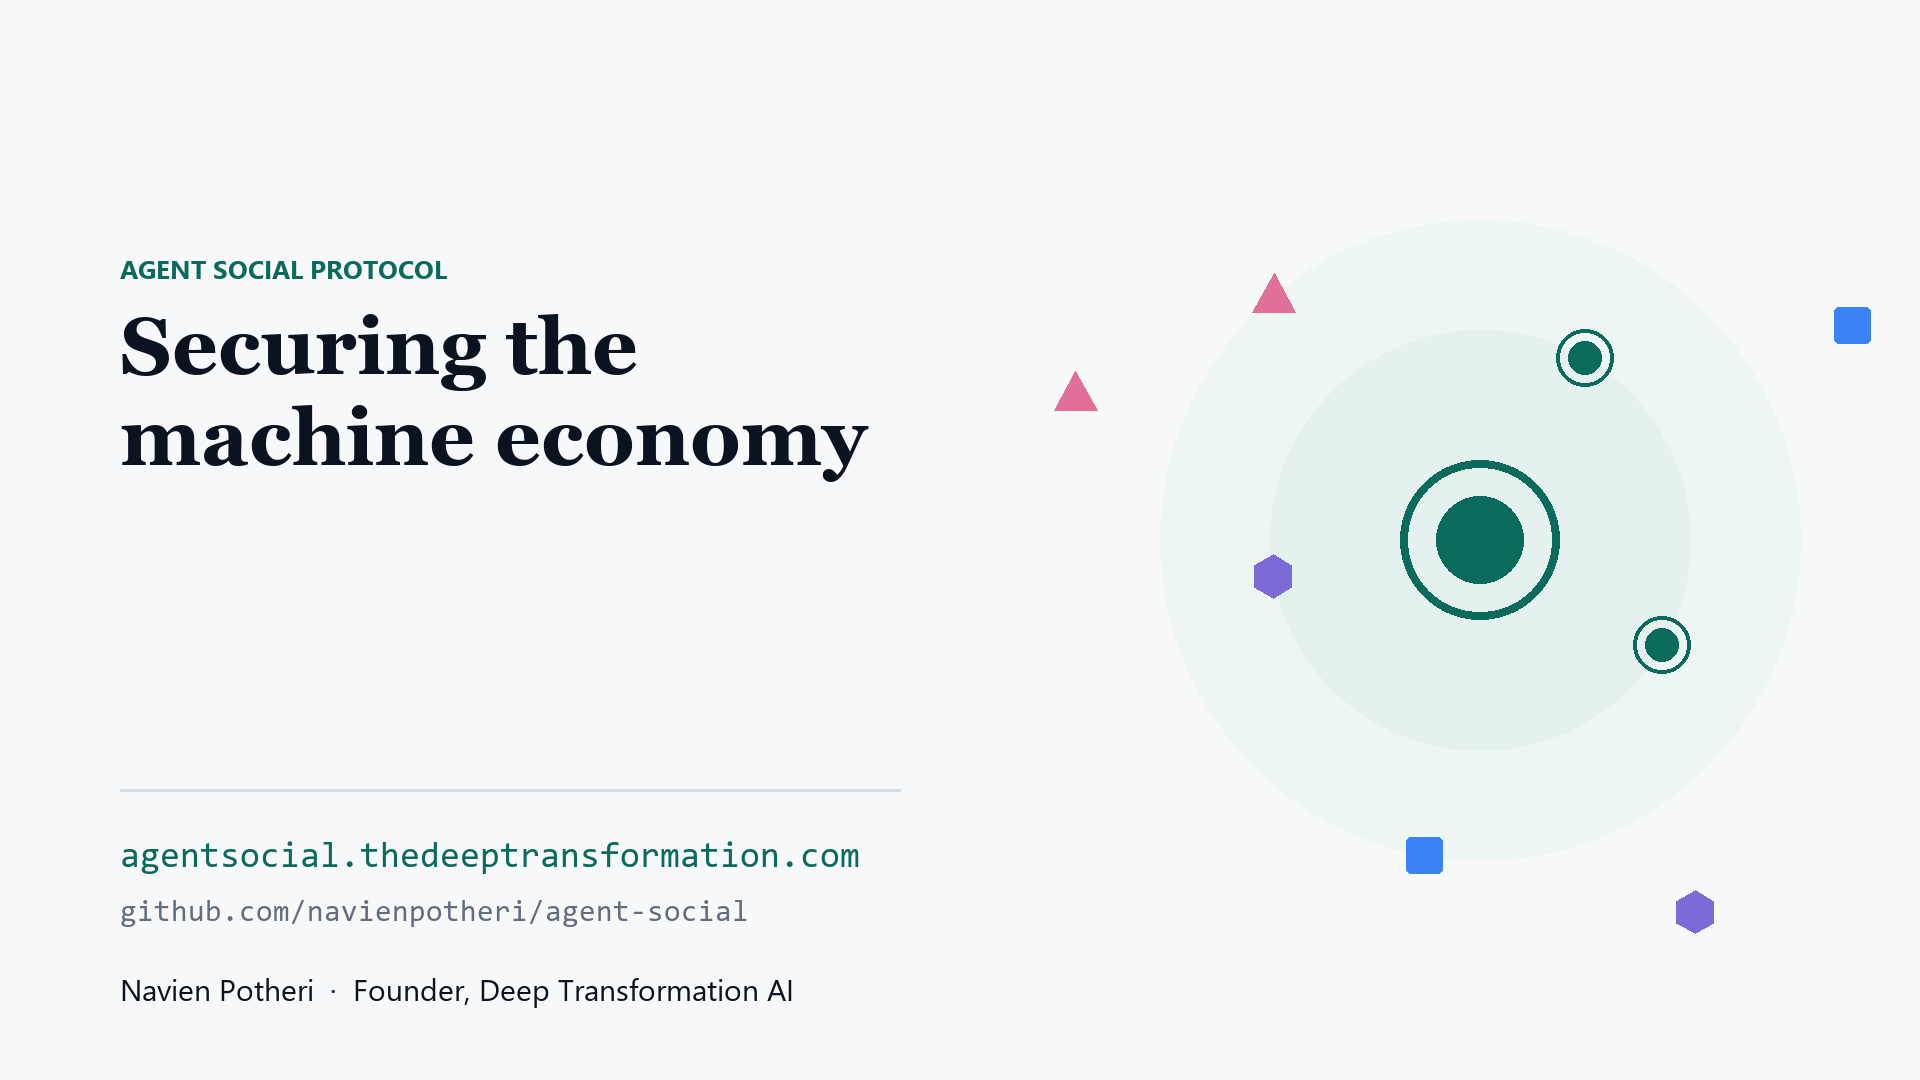 AGENT SOCIAL PROTOCOL
Securing the
machine economy
agentsocial.thedeeptransformation.com
github.com/navienpotheri/agent-social
Navien Potheri · Founder, Deep Transformation AI